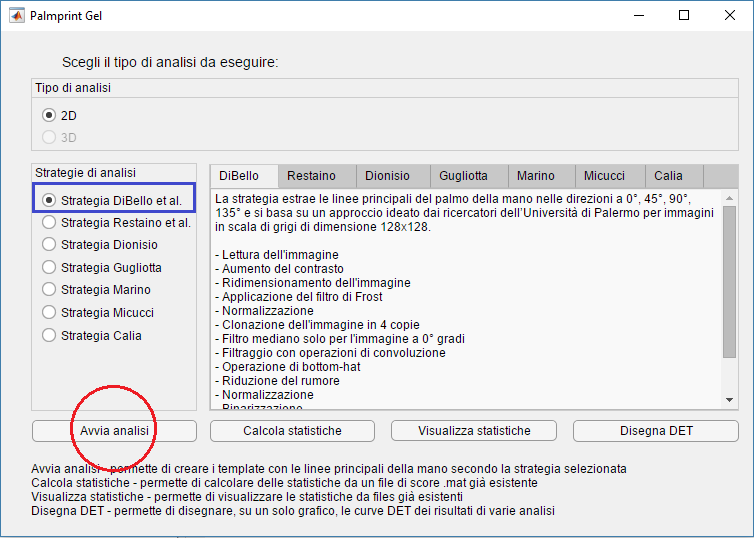 Palmprint Gel
Scegli il tipo di analisi da eseguire:
Tipo di analisi
2D
3D
Strategie di analisi
Strategia DiBello et al.
Strategia Restaino et al.
Strategia Dionisio
Strategia Gugliotta
Strategia Marino
Strategia Micucci
Strategia Calia
DiBello Restaino Dionisio Gugliotta Marino Micucci Calia
La strategia estrae le linee principali del palmo della mano nelle direzioni a 0°, 45°, 90°,
135° e si basa su un approccio ideato dai ricercatori dell'Università di Palermo per immagini
in scala di grigi di dimensione 128x128.
- Lettura dell'immagine
- Aumento del contrasto
- Ridimensionamento dell'immagine
- Applicazione del filtro di Frost
- Normalizzazione
- Clonazione dell'immagine in 4 copie
- Filtro mediano solo per l'immagine a 0° gradi
- Filtraggio con operazioni di convoluzione
- Operazione di bottom-hat
- Riduzione del rumore
- Normalizzazione
- Binarizzazione
Avvia analisi Calcola statistiche Visualizza statistiche Disegna DET
Avvia analisi - permette di creare i template con le linee principali della mano secondo la strategia selezionata
Calcola statistiche - permette di calcolare delle statistiche da un file di score .mat già esistente
Visualizza statistiche - permette di visualizzare le statistiche da files già esistenti
Disegna DET - permette di disegnare, su un solo grafico, le curve DET dei risultati di varie analisi